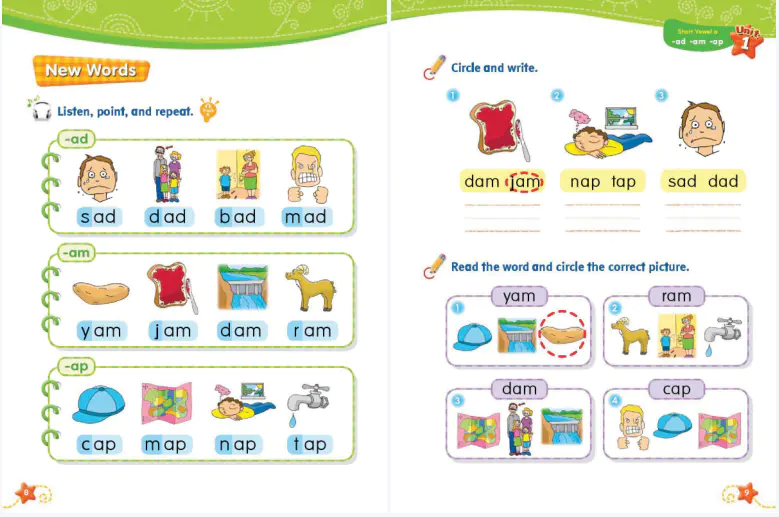 New Words
Listen, point, and repeat.
-ad
sad dad bad mad
-am
yam jam dam ram
-ap
cap map nap tap
8
Short Vowel a
-ad -am -ap
Unit 1
Circle and write.
1 2 3
dam jam nap tap sad dad
Read the word and circle the correct picture.
yam ram
1 2
dam cap
3 4
9